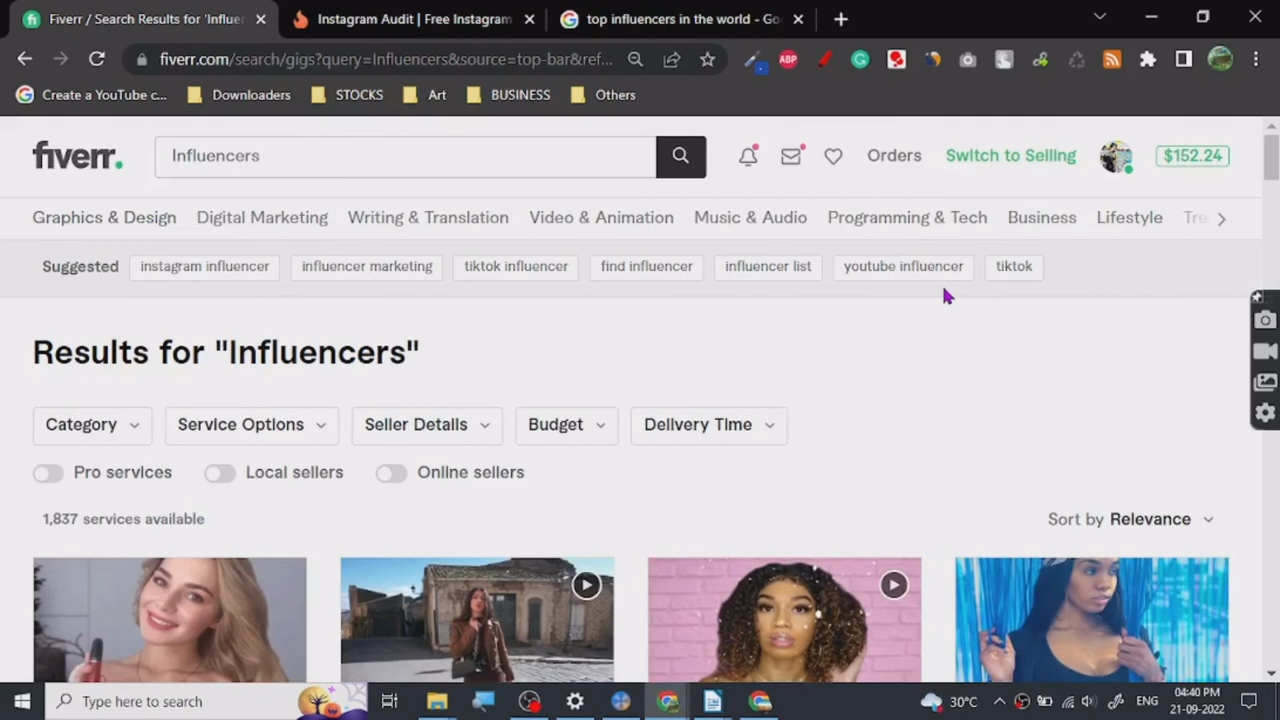 Fiverr / Search Results for 'Influer
Instagram Audit | Free Instagram
top influencers in the world - Go
fiverr.com/search/gigs?query=Influencers&source=top-bar&ref...
ABP
Create a YouTube c...
Downloaders
STOCKS
Art
BUSINESS
Others
fiverr.
Influencers
Orders
Switch to Selling
$152.24
Graphics & Design
Digital Marketing
Writing & Translation
Video & Animation
Music & Audio
Programming & Tech
Business
Lifestyle
Tre
Suggested
instagram influencer
influencer marketing
tiktok influencer
find influencer
influencer list
youtube influencer
tiktok
Results for "Influencers"
Category
Service Options
Seller Details
Budget
Delivery Time
Pro services
Local sellers
Online sellers
1,837 services available
Sort by Relevance
Type here to search
30°C
ENG
04:40 PM
21-09-2022